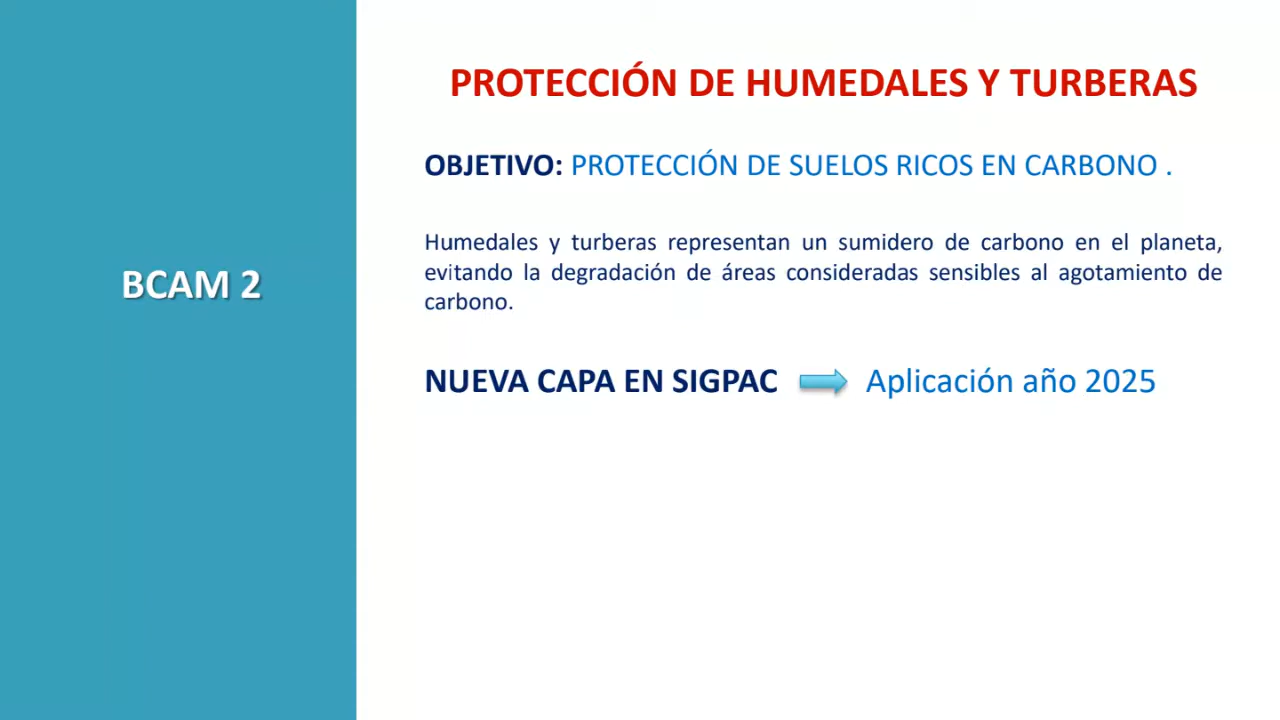 PROTECCIÓN DE HUMEDALES Y TURBERAS
OBJETIVO: PROTECCIÓN DE SUELOS RICOS EN CARBONO .
Humedales y turberas representan un sumidero de carbono en el planeta,
evitando la degradación de áreas consideradas sensibles al agotamiento de
carbono.
BCAM 2
NUEVA CAPA EN SIGPAC Aplicación año 2025